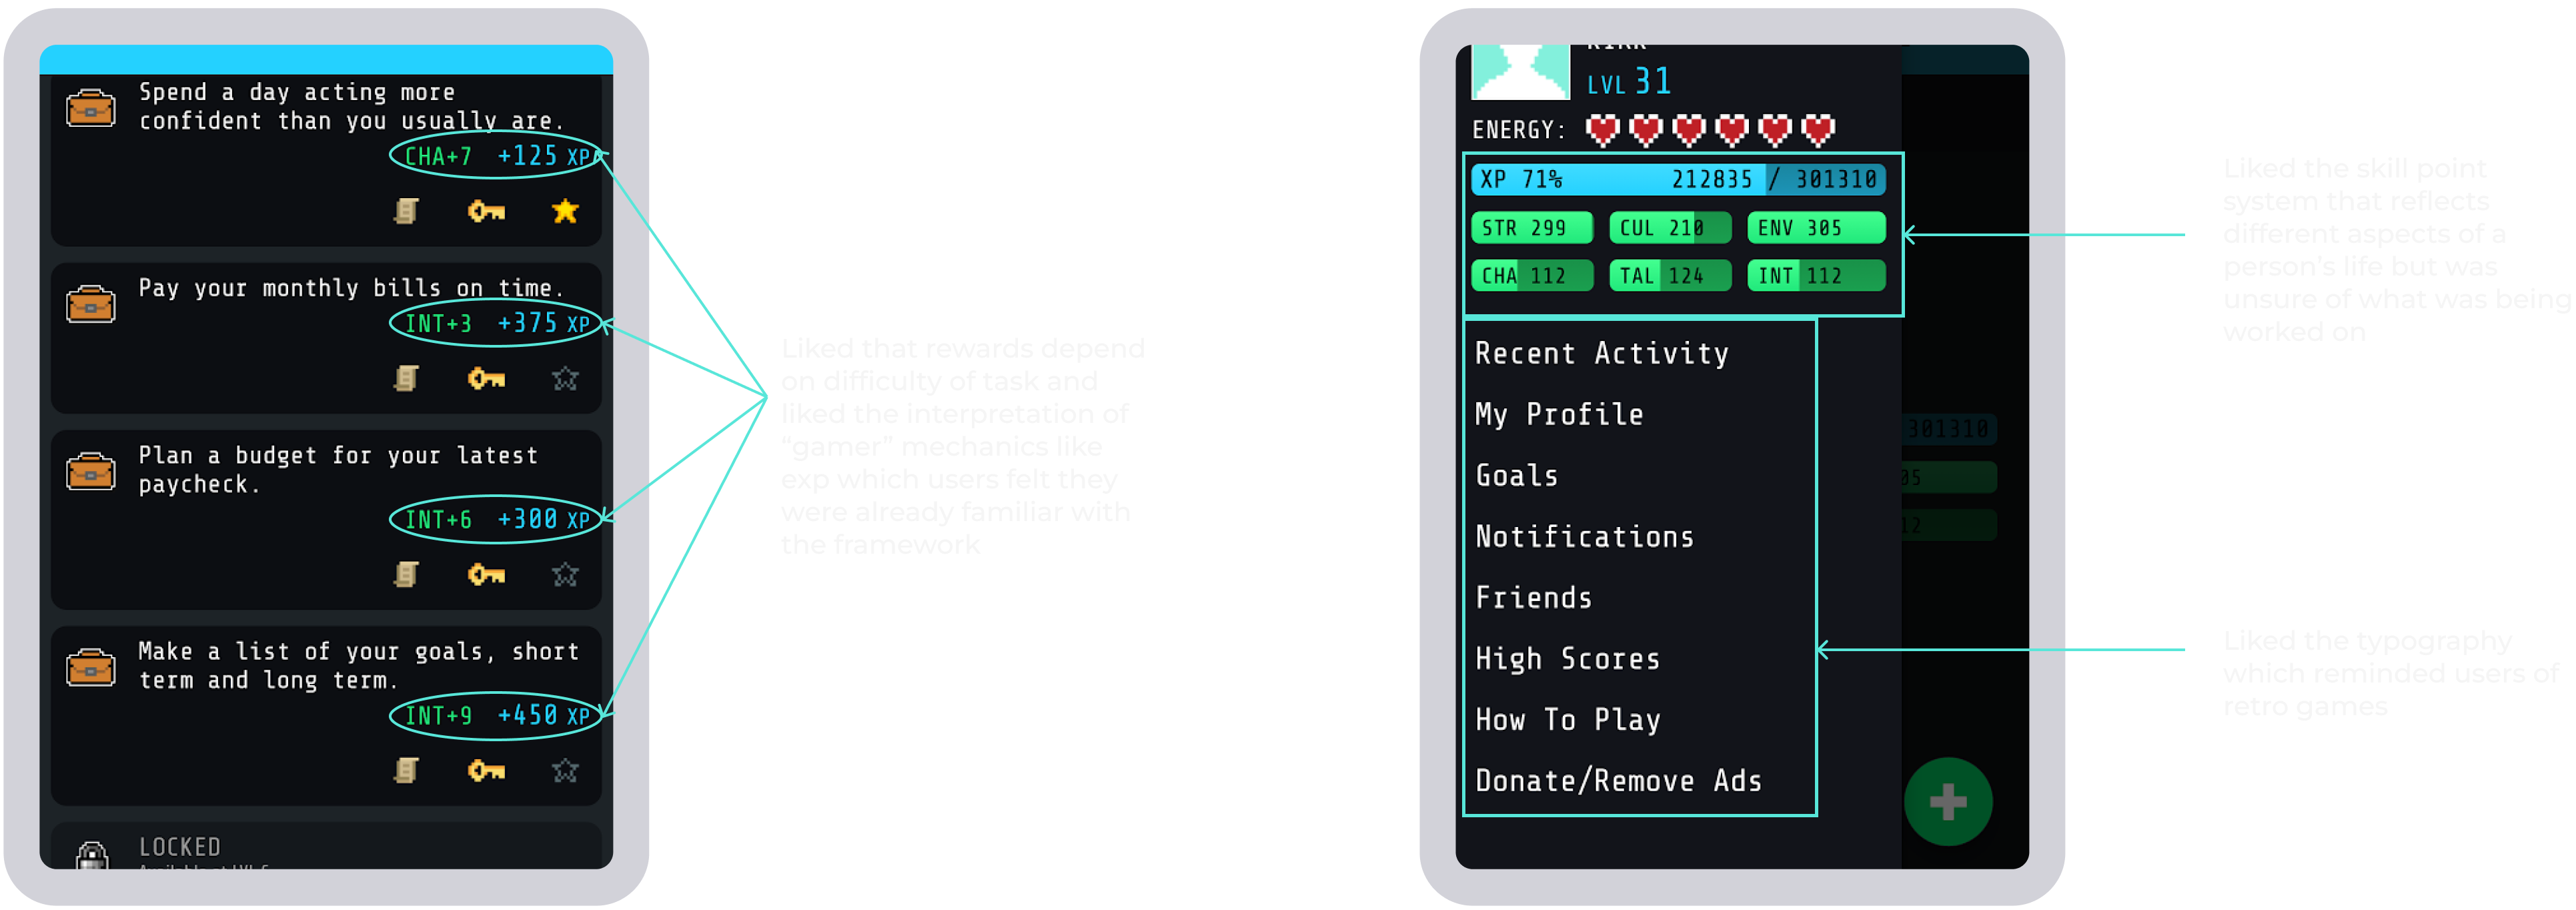 Spend a day acting more
confident than you usually are.
CHA+7 +125 XP
Pay your monthly bills on time.
INT+3 +375 XP
Plan a budget for your latest
paycheck.
INT+6 +300 XP
Make a list of your goals, short
term and long term.
INT+9 +450 XP
LOCKED
Liked that rewards depend
on difficulty of task and
liked the interpretation of
“gamer” mechanics like
exp which users felt they
were already familiar with
the framework
LVL 31
ENERGY:
XP 71% 212835 / 301310
STR 299 CUL 210 ENV 305
CHA 112 TAL 124 INT 112
Recent Activity
My Profile
Goals
Notifications
Friends
High Scores
How To Play
Donate/Remove Ads
301310
05
12
Liked the skill point
system that reflects
different aspects of a
person's life but was
unsure of what was being
worked on
Liked the typography
which reminded users of
retro games